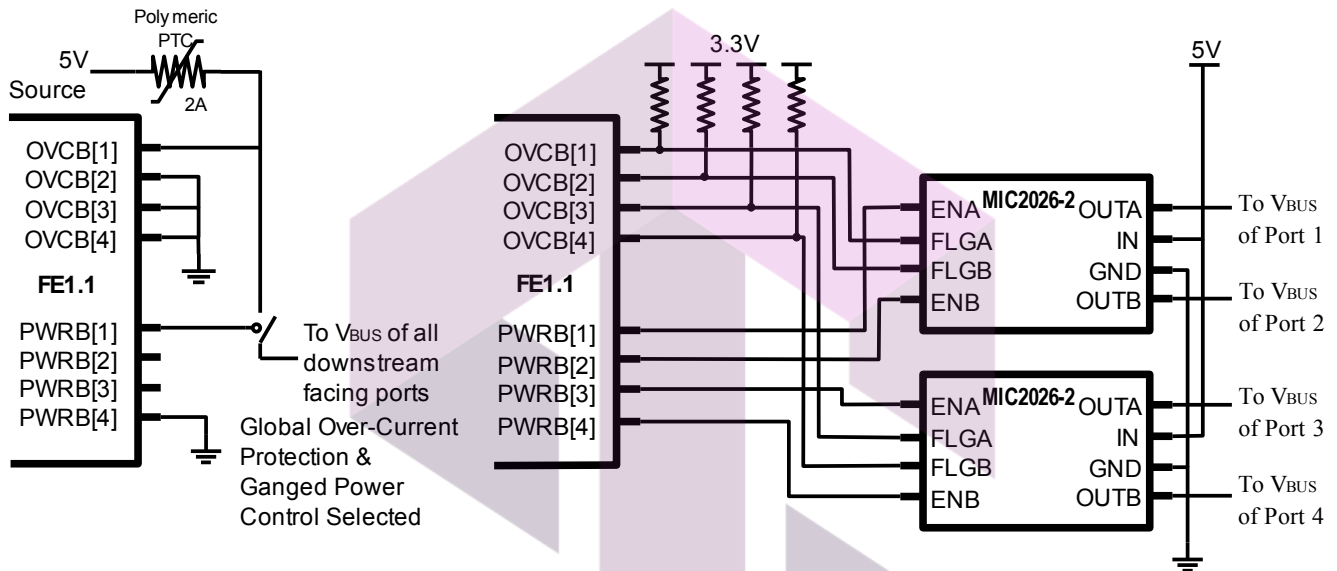 Polymeric
PTC
5V
Source
2A
OVCB[1]
OVCB[2]
OVCB[3]
OVCB[4]
FE1.1
PWRB[1]
PWRB[2]
PWRB[3]
PWRB[4]
To VBUS of all
downstream
facing ports
Global Over-Current
Protection &
Ganged Power
Control Selected
3.3V
OVCB[1]
OVCB[2]
OVCB[3]
OVCB[4]
FE1.1
PWRB[1]
PWRB[2]
PWRB[3]
PWRB[4]
5V
MIC2026-2
ENA
FLGA
FLGB
ENB
OUTA
IN
GND
OUTB
To VBUS
of Port 1
To VBUS
of Port 2
MIC2026-2
ENA
FLGA
FLGB
ENB
OUTA
IN
GND
OUTB
To VBUS
of Port 3
To VBUS
of Port 4